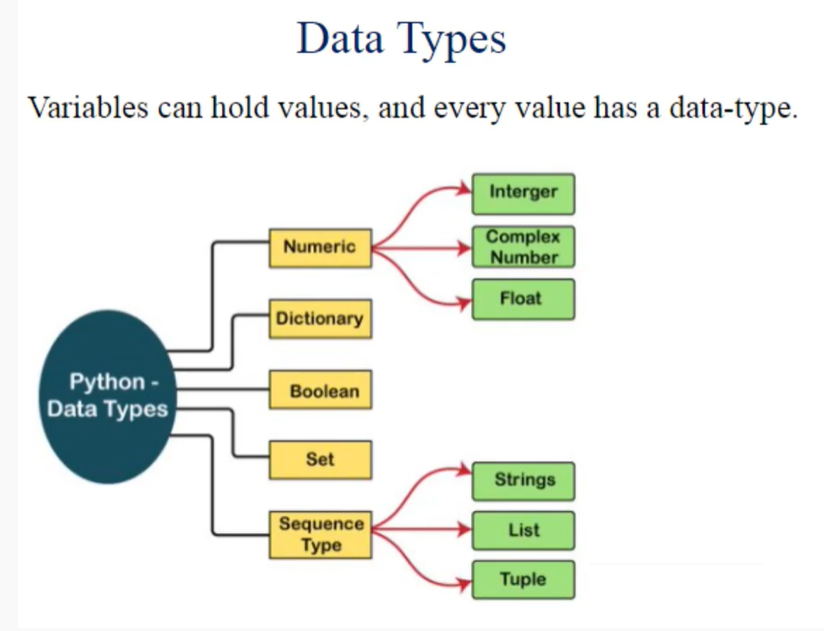 Data Types
Variables can hold values, and every value has a data-type.
Python -
Data Types
Numeric
Interger
Complex
Number
Float
Dictionary
Boolean
Set
Sequence
Type
Strings
List
Tuple